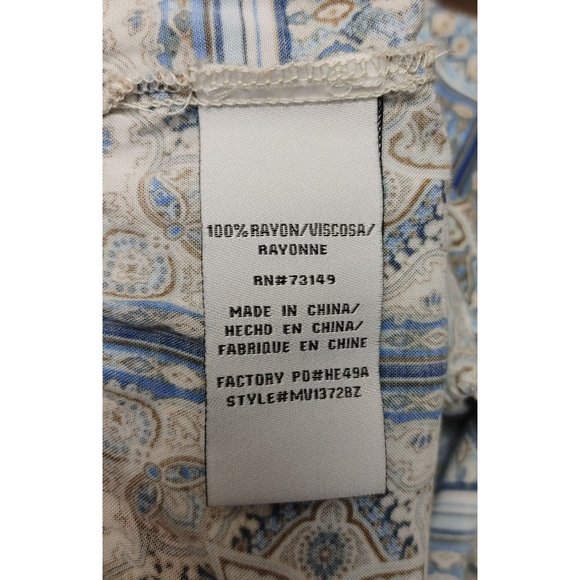 100% RAYON/VISCOSA/
RAYONNE
RN#73149
MADE IN CHINA/
HECHO EN CHINA/
FABRIQUE EN CHINE
FACTORY PO#HE49A
STYLE#MV1372BZ